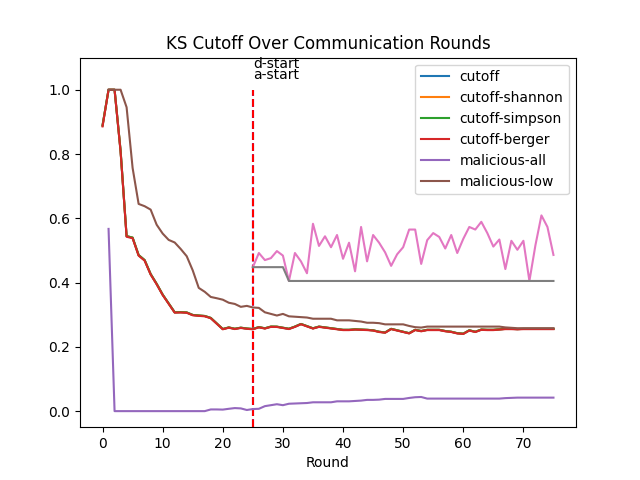 KS Cutoff Over Communication Rounds
d-start
a-start
cutoff
cutoff-shannon
cutoff-simpson
cutoff-berger
malicious-all
malicious-low
1.0
0.8
0.6
0.4
0.2
0.0
0 10 20 30 40 50 60 70
Round